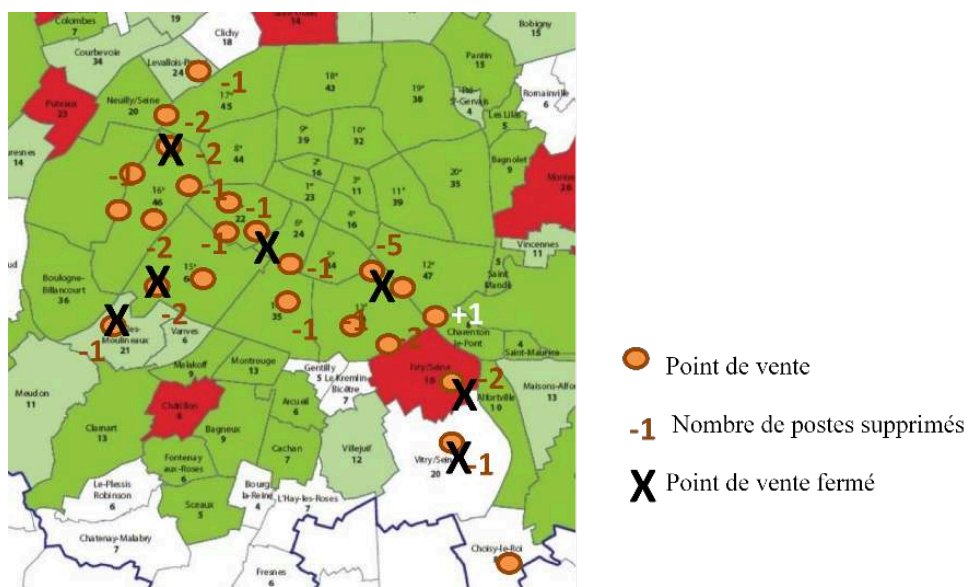 Colombes
7
19
Clichy
18
14
Bobigny
15
Courbevoie
34
Levallois-Perret
24
-1
Pantin
15
Romainville
6
Puteaux
23
Neuilly/Seine
20
17e
45
18e
43
19e
38
St-Gervais
4
Les Lilas
5
-2
-2
8e
44
9e
39
10e
32
14
Bagnolet
9
20e
35
26
2e
16
3e
11
11e
39
-1
16e
46
-1
-1
22
1er
23
4e
16
6e
24
Vincennes
11
-2
-1
-1
-5
12e
47
5
Saint
Mandé
Boulogne-
Billancourt
36
15e
-2
35
-1
-1
-2
+1
Charenton
le-Pont
4
Saint-Maurice
-1
Moulineaux
21
Vanves
6
Malakoff
9
Montrouge
13
Gentilly
5
Le Kremlin-
Bicêtre
7
Ivry/Seine
16
-2
Alfortville
10
Maisons-Alfort
13
Meudon
11
Châtillon
6
Arcueil
6
Clamart
13
Bagneux
9
Cachan
7
Villejuif
12
Vitry/Seine
20
-1
Fontenay
aux-Roses
6
Le-Plessis
Robinson
6
Bourg
la-Reine
4
L'Hay-les-Roses
7
Sceaux
5
Chatenay-Malabry
7
Fresnes
6
Choisy-le-Roi
Point de vente
-1 Nombre de postes supprimés
X Point de vente fermé